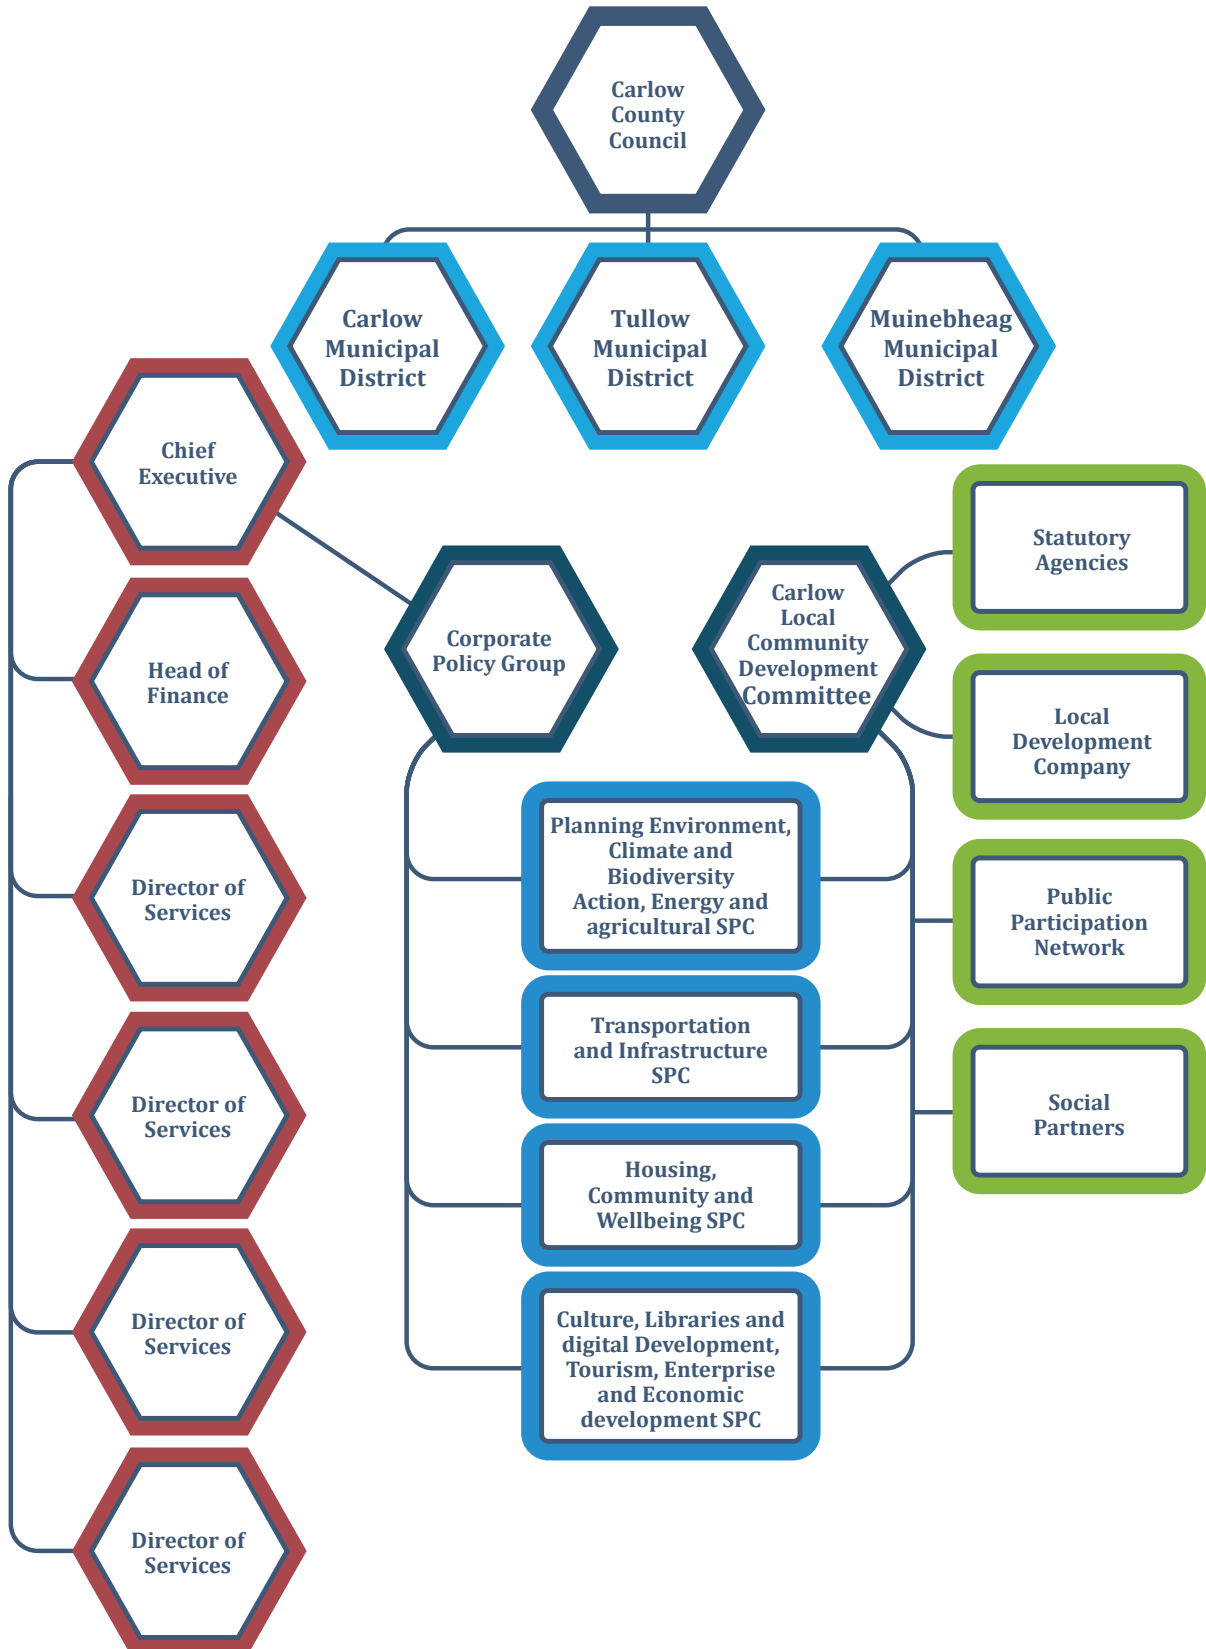 Carlow
County
Council
Carlow
Municipal
District
Tullow
Municipal
District
Muinebheag
Municipal
District
Chief
Executive
Head of
Finance
Director of
Services
Director of
Services
Director of
Services
Director of
Services
Corporate
Policy Group
Carlow
Local
Community
Development
Committee
Planning Environment,
Climate and
Biodiversity
Action, Energy and
agricultural SPC
Transportation
and Infrastructure
SPC
Housing,
Community and
Wellbeing SPC
Culture, Libraries and
digital Development,
Tourism, Enterprise
and Economic
development SPC
Statutory
Agencies
Local
Development
Company
Public
Participation
Network
Social
Partners